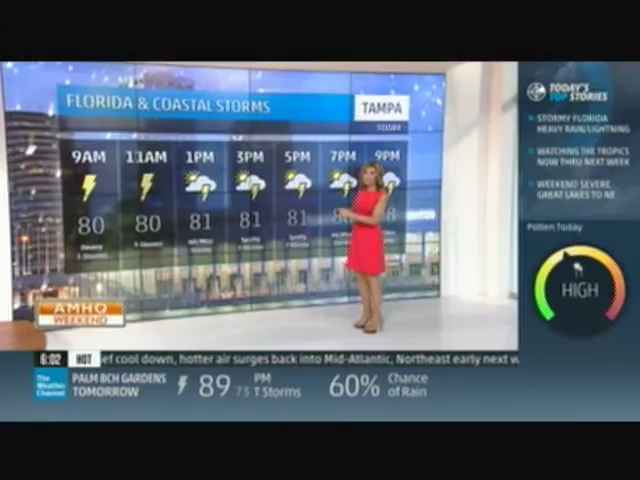 FLORIDA & COASTAL STORMS
TAMPA
TODAY
9AM 11AM 1PM 3PM 5PM 7PM 9PM
80 80 81 81 81
AMHQ
WEEKEND
TODAY'S
TOP STORIES
STORMY FLORIDA
HEAVY RAIN/LIGHTNING
WATCHING THE TROPICS
NOW THRU NEXT WEEK
WEEKEND SEVERE
GREAT LAKES TO NE
Pollen Today
HIGH
6:02 HOT ef cool down, hotter air surges back into Mid-Atlantic, Northeast early next
The
Weather
Channel
PALM BCH GARDENS
TOMORROW
89 75 PM
T Storms
60% Chance
of Rain